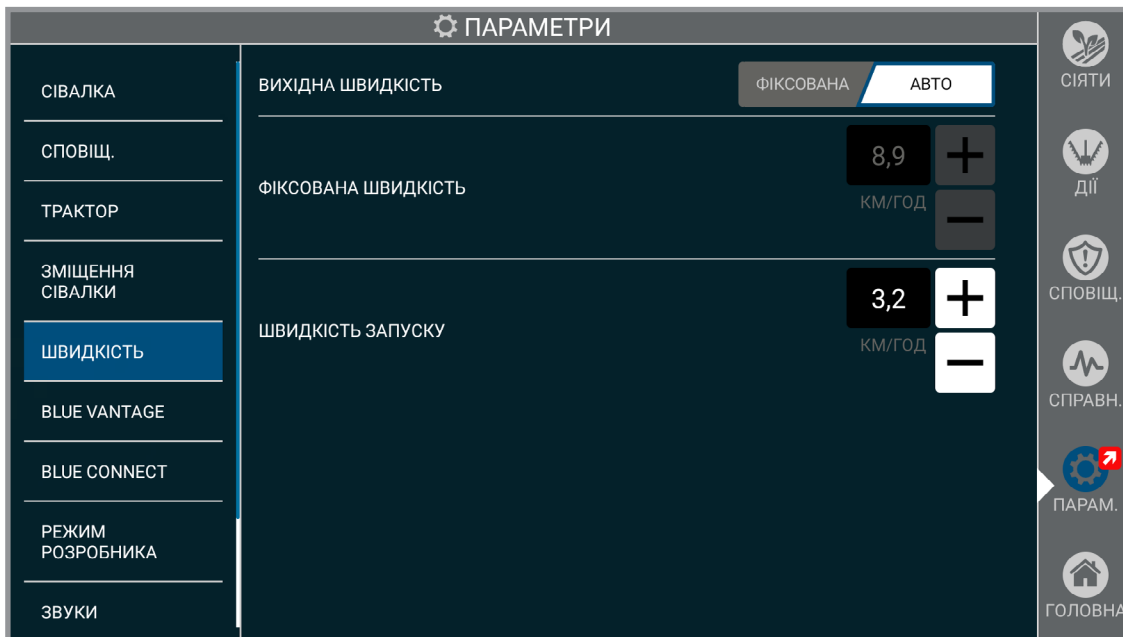 ПАРАМЕТРИ
СІВАЛКА
СПОВІЩ.
ТРАКТОР
ЗМІЩЕННЯ
СІВАЛКИ
ШВИДКІСТЬ
BLUE VANTAGE
BLUE CONNECT
РЕЖИМ
РОЗРОБНИКА
ЗВУКИ
ВИХІДНА ШВИДКІСТЬ
ФІКСОВАНА
АВТО
ФІКСОВАНА ШВИДКІСТЬ
8,9
КМ/ГОД
ШВИДКІСТЬ ЗАПУСКУ
3,2
КМ/ГОД
СІЯТИ
ДІЇ
СПОВІЩ.
СПРАВН.
ПАРАМ.
ГОЛОВНА